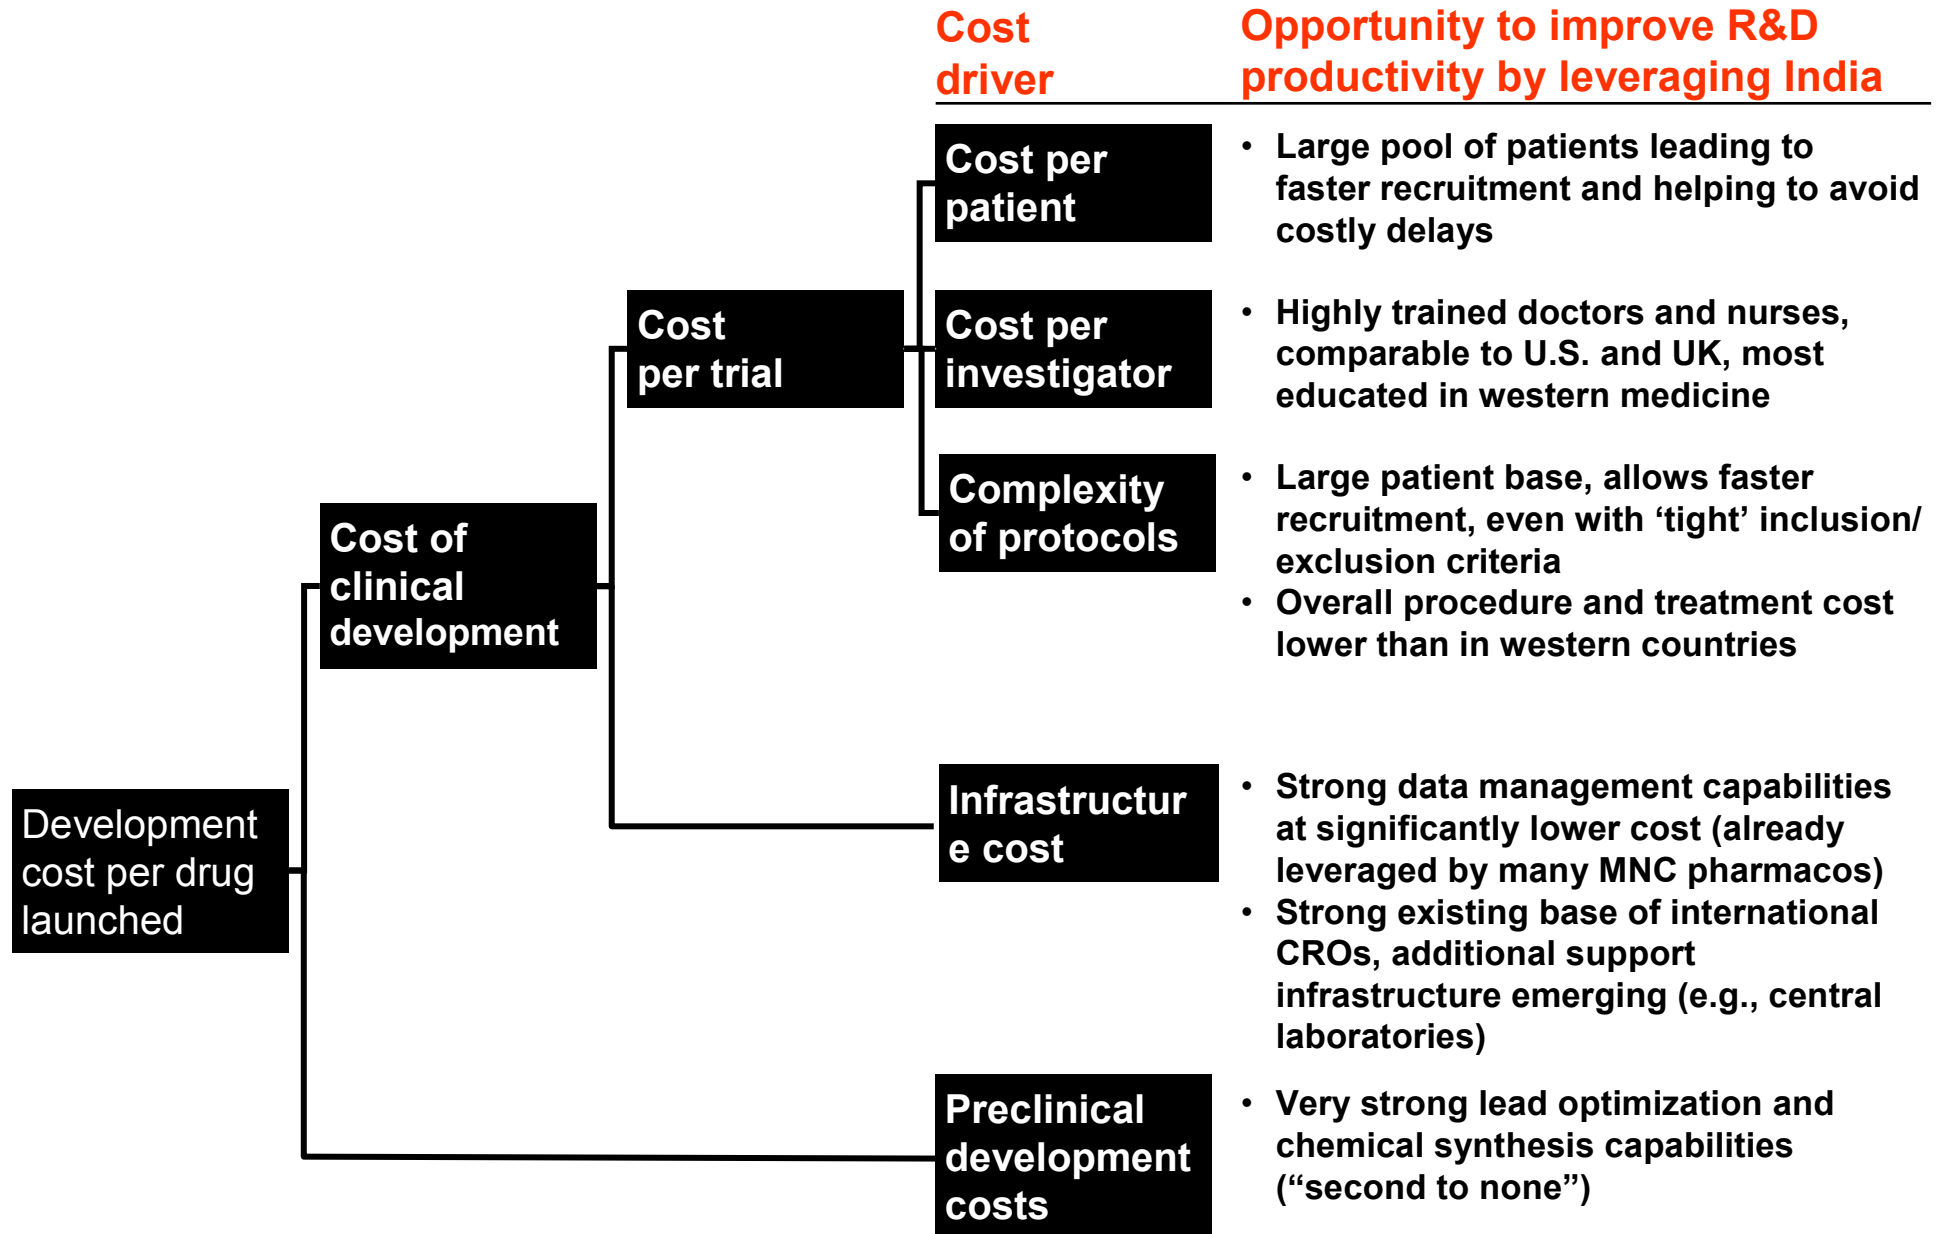 Cost
driver
Opportunity to improve R&D
productivity by leveraging India
Cost per
patient
• Large pool of patients leading to
faster recruitment and helping to avoid
costly delays
Cost
per trial
Cost per
investigator
• Highly trained doctors and nurses,
comparable to U.S. and UK, most
educated in western medicine
Complexity
of protocols
• Large patient base, allows faster
recruitment, even with ‘tight’ inclusion/
exclusion criteria
• Overall procedure and treatment cost
lower than in western countries
Cost of
clinical
development
Infrastructur
e cost
• Strong data management capabilities
at significantly lower cost (already
leveraged by many MNC pharmacos)
• Strong existing base of international
CROs, additional support
infrastructure emerging (e.g., central
laboratories)
Development
cost per drug
launched
Preclinical
development
costs
• Very strong lead optimization and
chemical synthesis capabilities
(“second to none”)